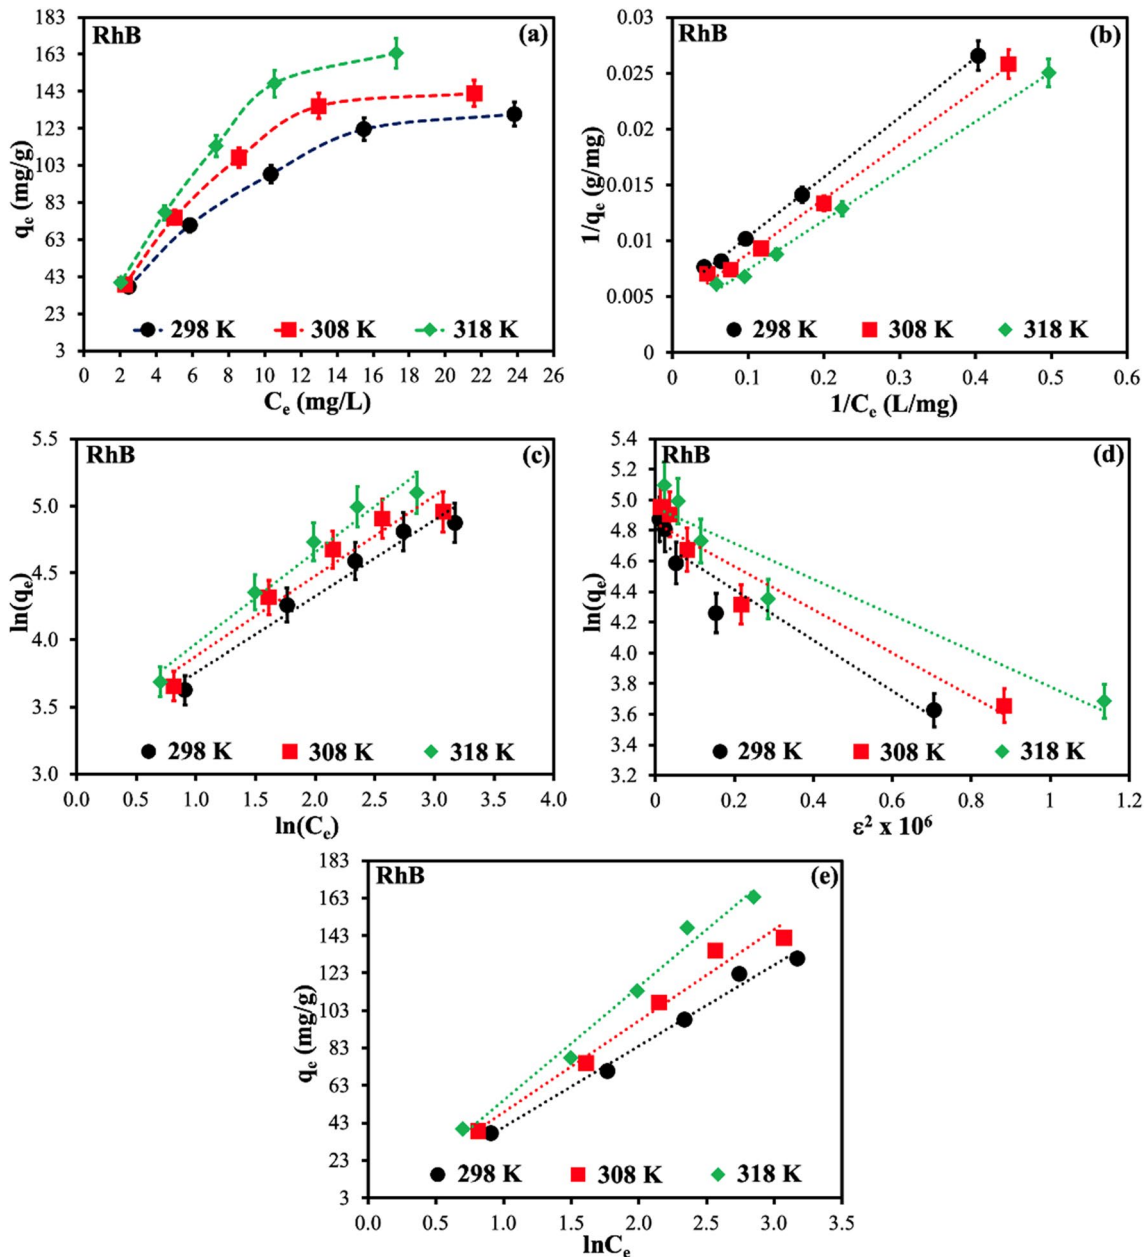 RhB (a)
183
163
143
123
103
83
63
43
23
3
qe (mg/g)
298 K 308 K 318 K
0 2 4 6 8 10 12 14 16 18 20 22 24 26
Ce (mg/L)
RhB (b)
0.03
0.025
0.02
0.015
0.01
0.005
0
1/qe (g/mg)
298 K 308 K 318 K
0 0.1 0.2 0.3 0.4 0.5 0.6
1/Ce (L/mg)
RhB (c)
5.5
5.0
4.5
4.0
3.5
3.0
ln(qe)
298 K 308 K 318 K
0.0 0.5 1.0 1.5 2.0 2.5 3.0 3.5 4.0
ln(Ce)
RhB (d)
5.4
5.2
5.0
4.8
4.6
4.4
4.2
4.0
3.8
3.6
3.4
3.2
ln(qe)
298 K 308 K 318 K
0 0.2 0.4 0.6 0.8 1 1.2
ε² x 10⁶
RhB (e)
183
163
143
123
103
83
63
43
23
3
qe (mg/g)
298 K 308 K 318 K
0.0 0.5 1.0 1.5 2.0 2.5 3.0 3.5
lnCe